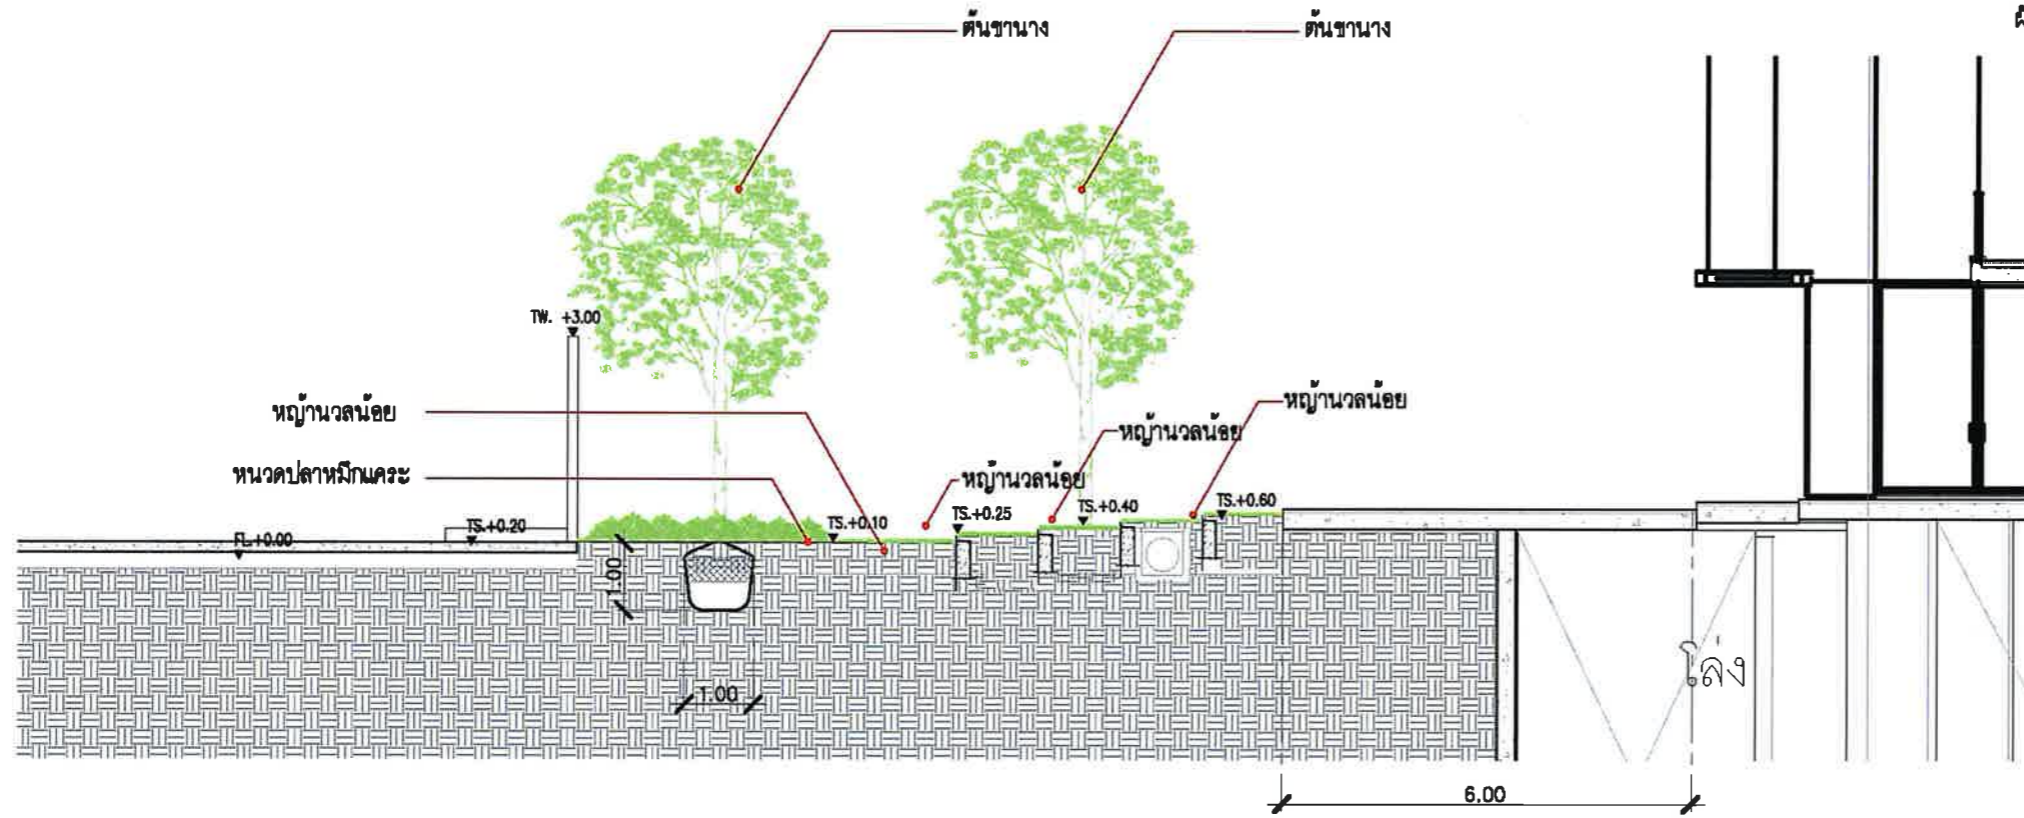 ต้นขานาง
ต้นขานาง
TW. +3.00
หญ้านวลน้อย
หญ้านวลน้อย
หญ้านวลน้อย
หนวดปลาหมึกแคระ
หญ้านวลน้อย
TS.+0.60
TS.+0.40
TS.+0.25
TS.+0.10
TS.+0.20
FL.+0.00
1.00
1.00
6.00